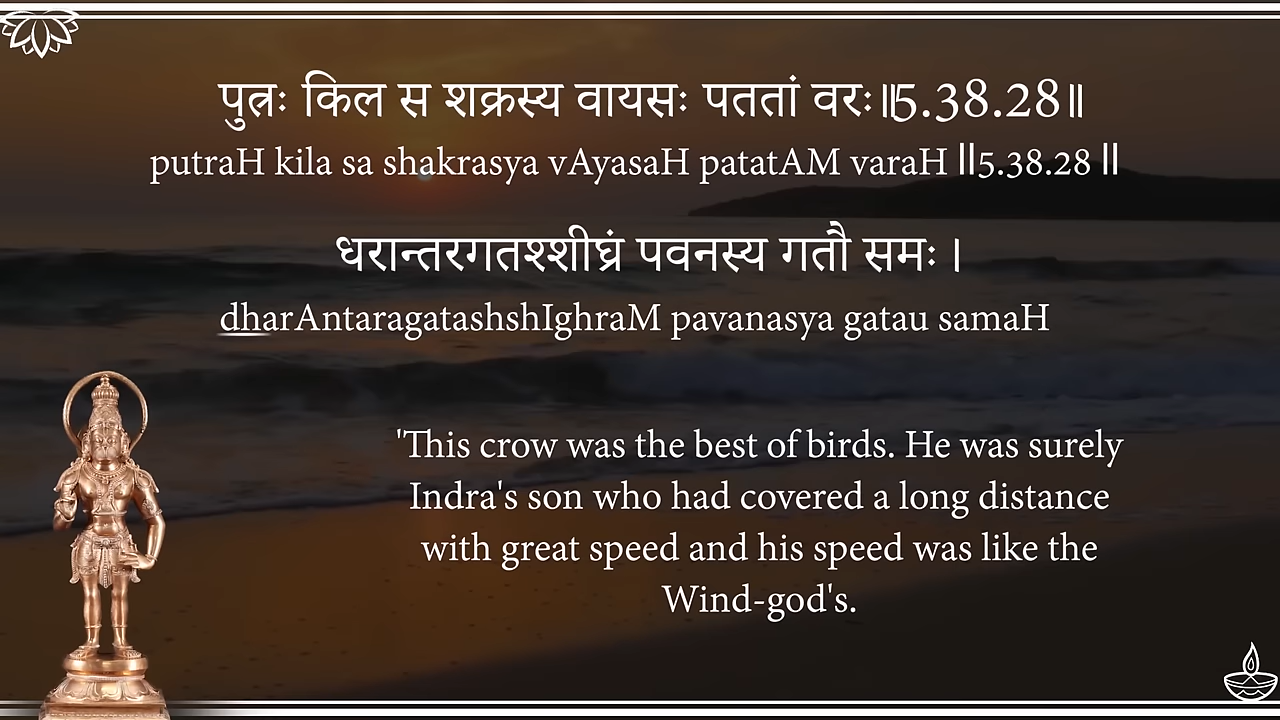 पुत्रः किल स शक्रस्य वायसः पततां वरः॥5.38.28॥
putraH kila sa shakrasya vAyasaH patatAM varaH ||5.38.28 ||
धरान्तरगतश्शीघ्रं पवनस्य गतौ समः ।
dharAntaragatashshIghraM pavanasya gatau samaH
'This crow was the best of birds. He was surely
Indra's son who had covered a long distance
with great speed and his speed was like the
Wind-god's.